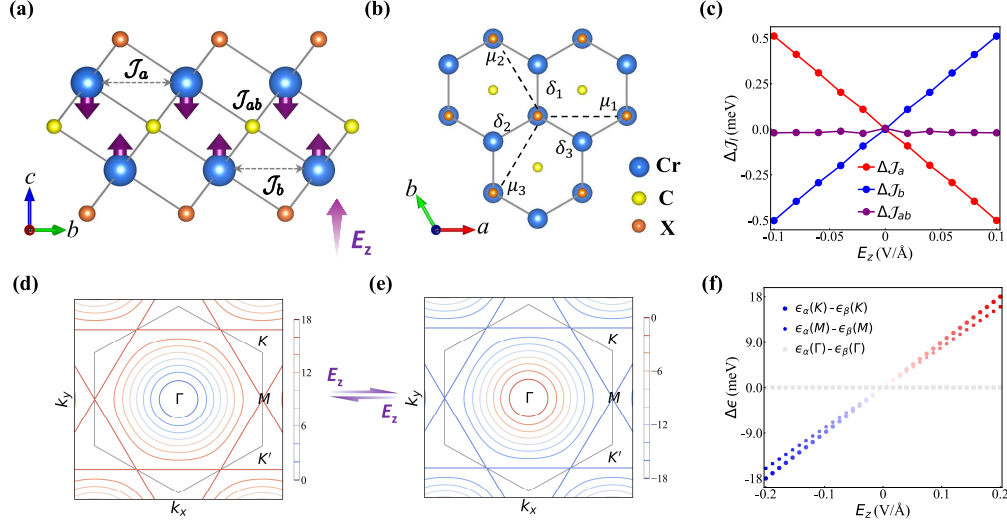 (a)
𝒥a
𝒥ab
𝒥b
c
b
Ez
(b)
μ2
δ1
μ1
δ2
δ3
μ3
b
a
Cr
C
X
(c)
Δ𝒥l (meV)
0.5
0.25
0.0
-0.25
-0.5
Δ𝒥a
Δ𝒥b
Δ𝒥ab
-0.1 -0.05 0 0.05 0.1
Ez (V/Å)
(d)
ky
K
Γ
M
K'
kx
18
12
6
0
Ez
Ez
(e)
ky
K
Γ
M
K'
kx
0
−6
−12
−18
(f)
Δϵ (meV)
18
9.0
0.0
-9.0
-18
ϵα(K)-ϵβ(K)
ϵα(M)-ϵβ(M)
ϵα(Γ)-ϵβ(Γ)
-0.2 -0.1 0 0.1 0.2
Ez (V/Å)